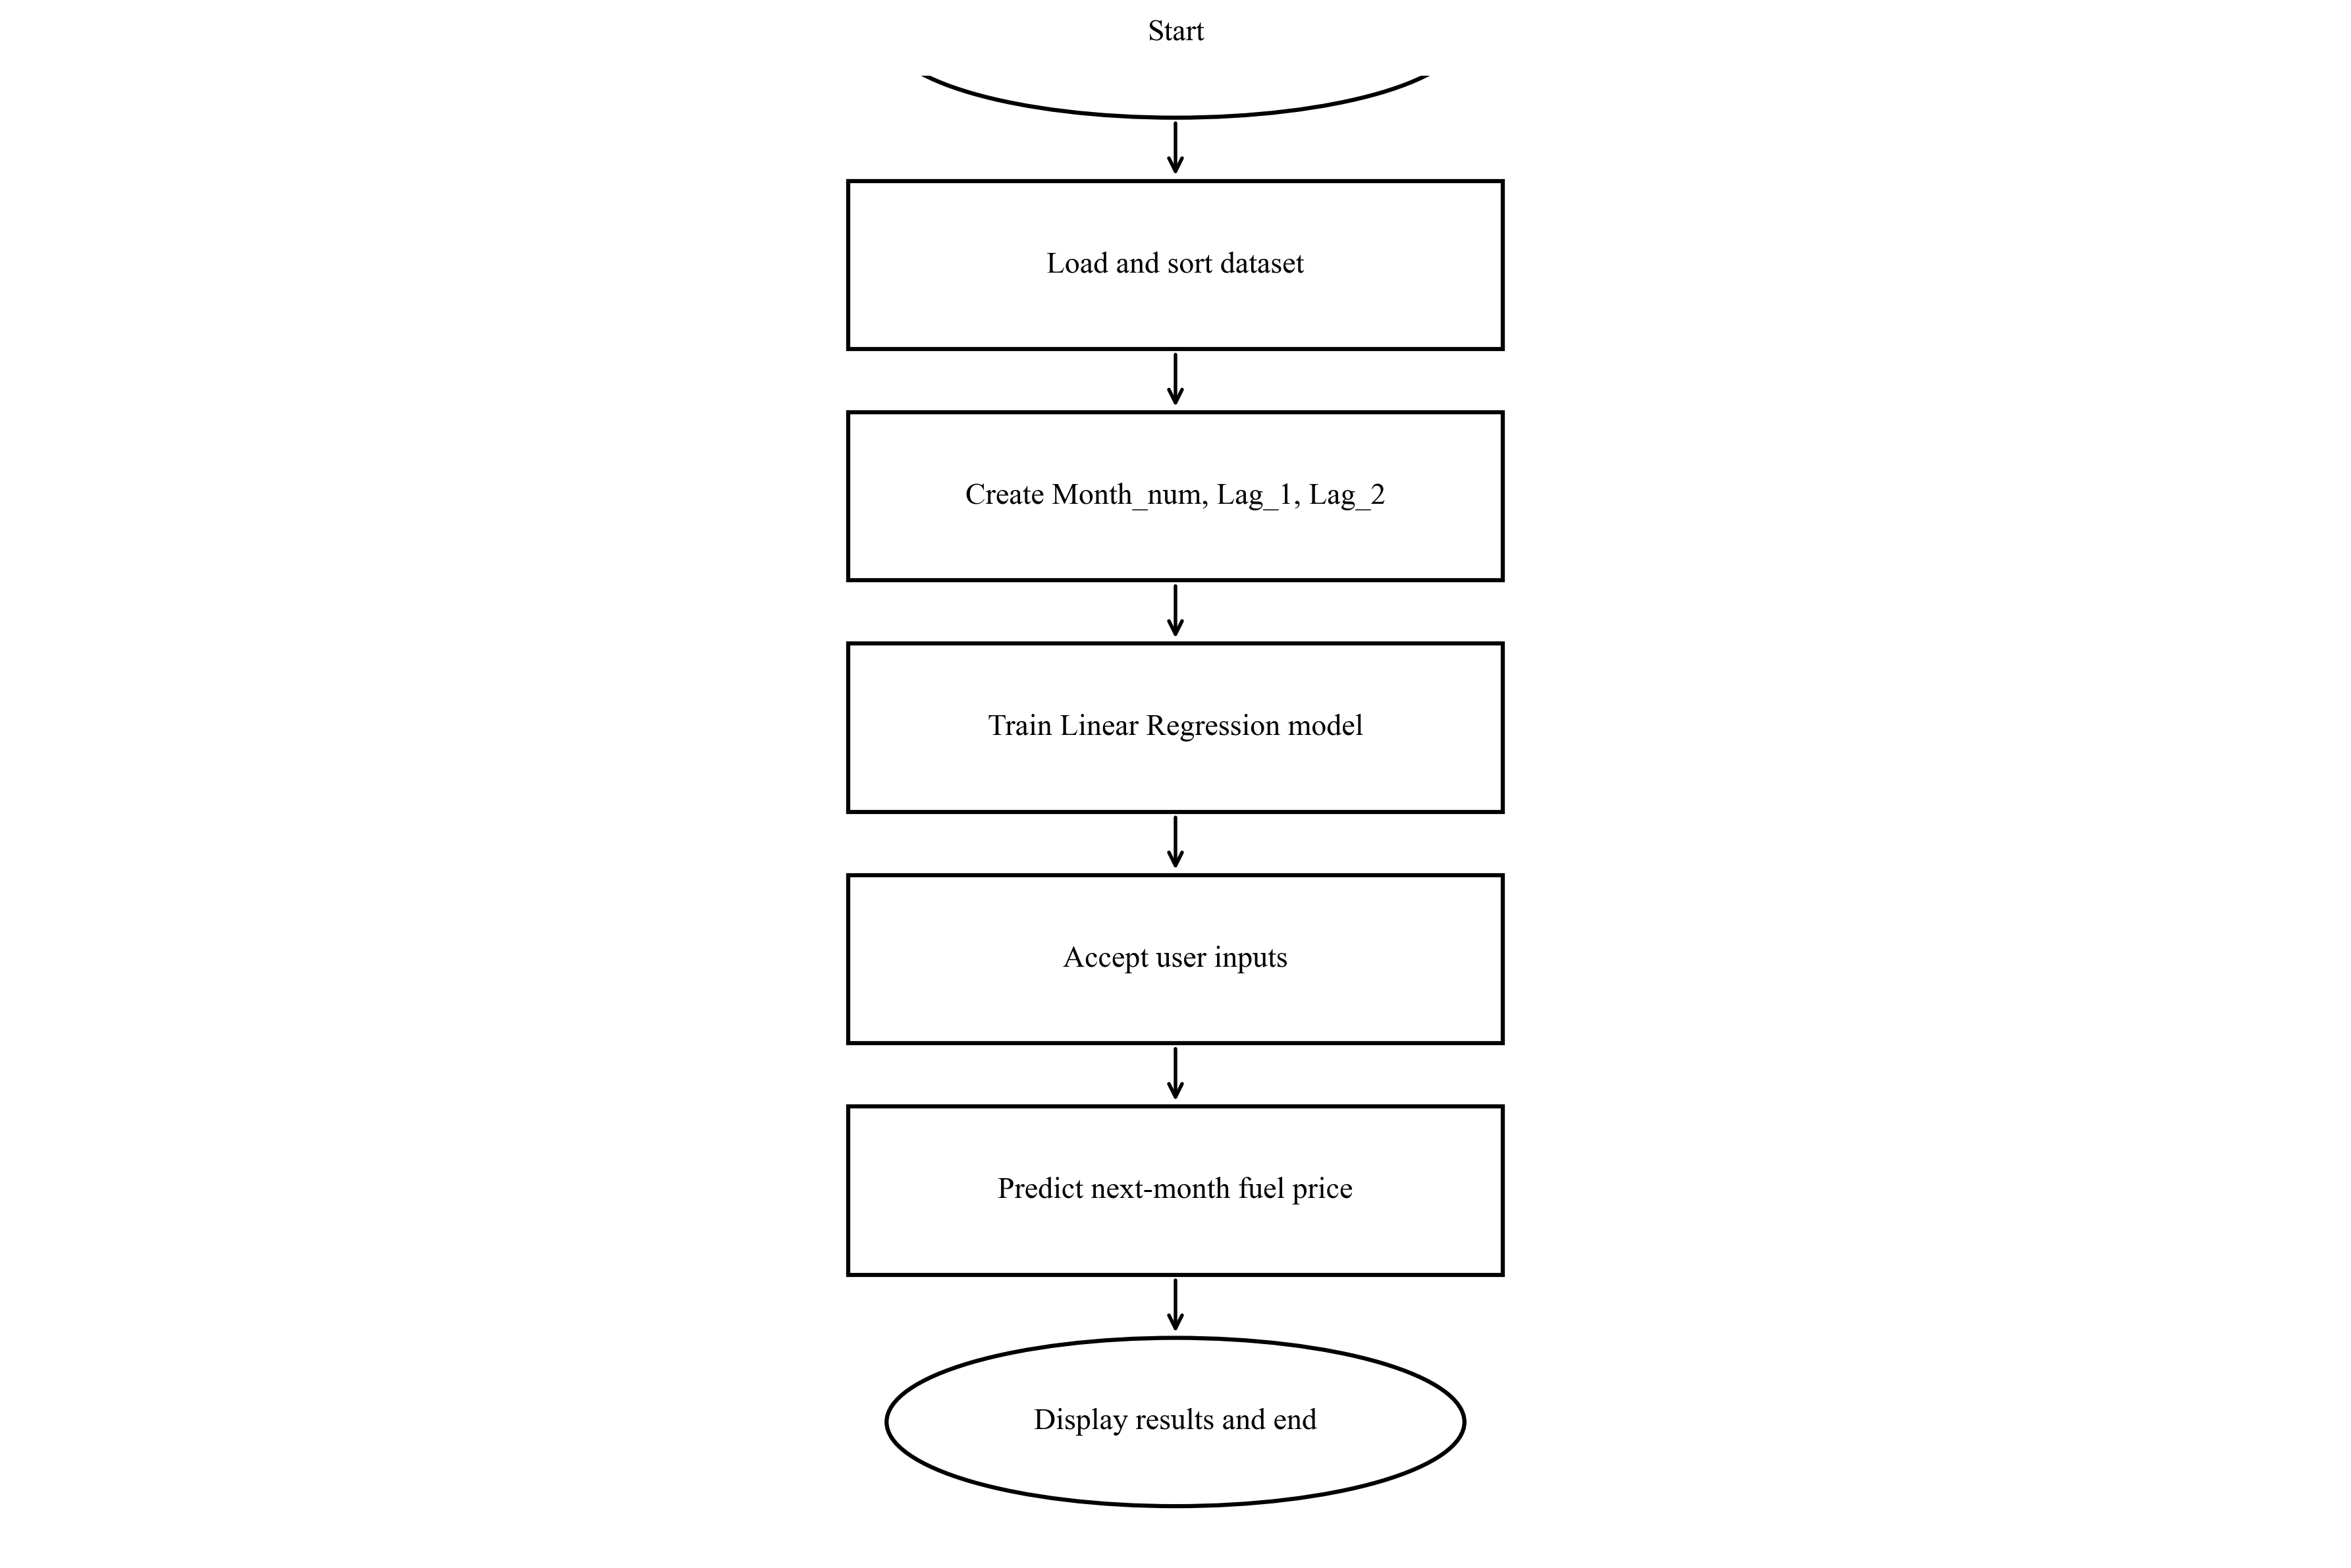 Start
Load and sort dataset
Create Month_num, Lag_1, Lag_2
Train Linear Regression model
Accept user inputs
Predict next-month fuel price
Display results and end